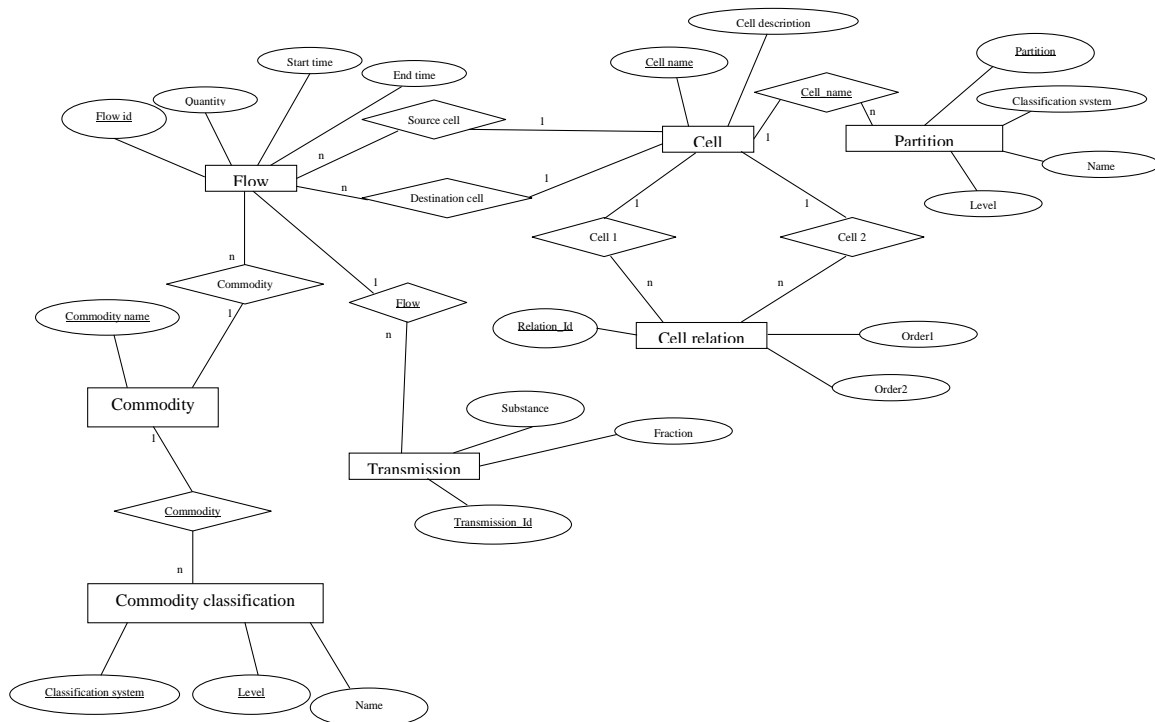 Cell description
Cell name
Partition
Start time
End time
Cell_name
Quantity
Classification system
Flow id
Source cell
1
n
n
Cell
1
Partition
Name
Flow
n
1
Destination cell
Level
1
1
Cell 1
Cell 2
n
Commodity
1
n
n
Flow
Commodity name
1
Relation_Id
Cell relation
Order1
n
Order2
Commodity
Substance
1
Fraction
Transmission
Commodity
Transmission_Id
n
Commodity classification
Classification system
Level
Name